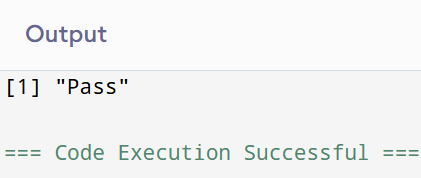 Output
[1] "Pass"
=== Code Execution Successful ===